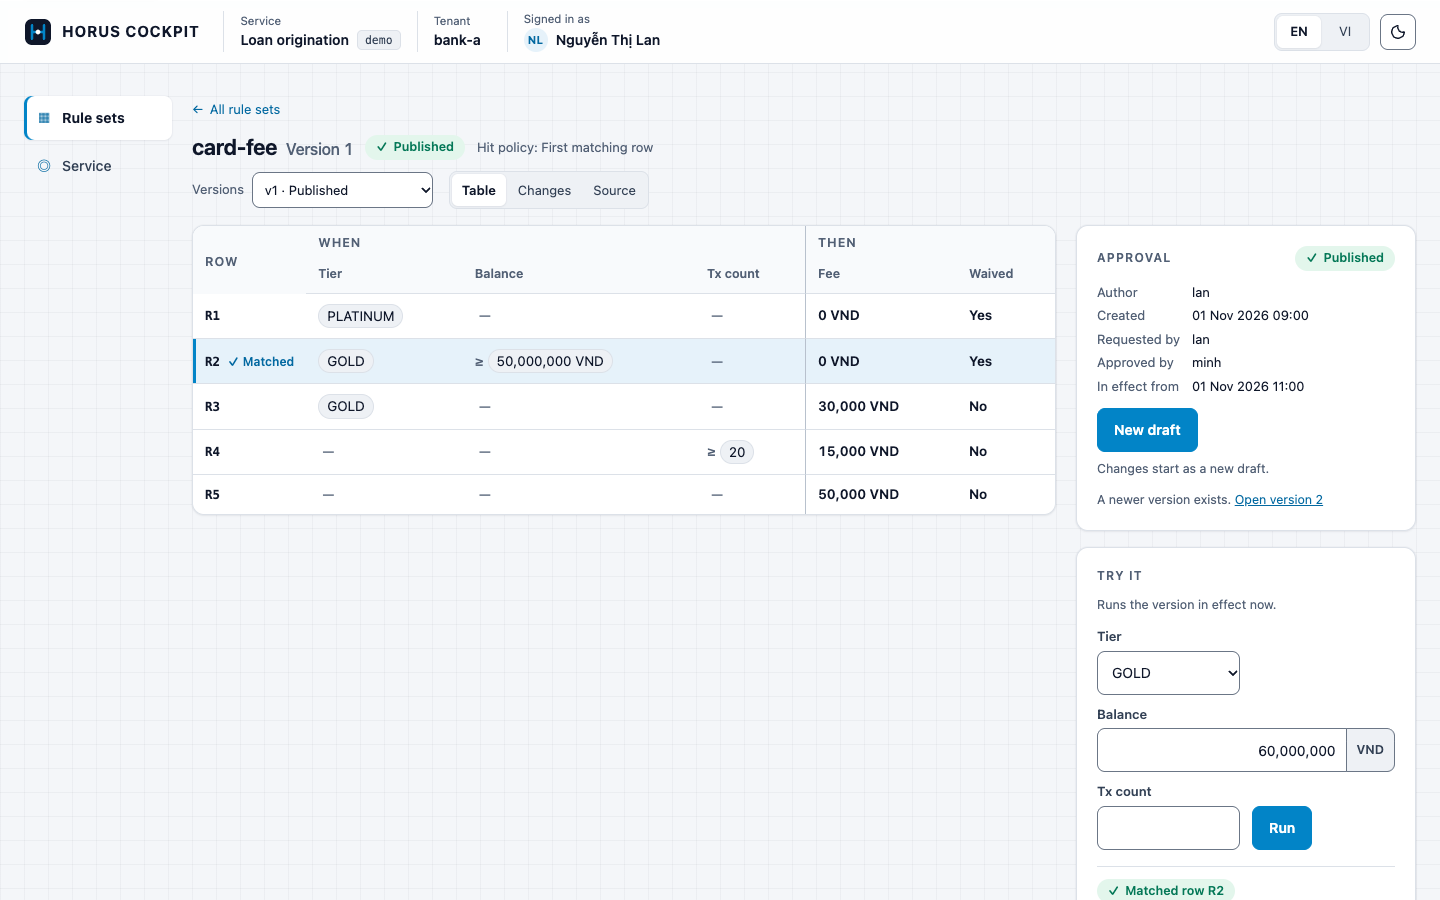 HORUS COCKPIT
Service
Loan origination demo
Tenant
bank-a
Signed in as
NL Nguyễn Thị Lan
EN VI
Rule sets
Service
← All rule sets
card-fee Version 1 ✓ Published Hit policy: First matching row
Versions v1 · Published Table Changes Source
ROW WHEN THEN
Tier Balance Tx count Fee Waived
R1 PLATINUM — — 0 VND Yes
R2 ✓ Matched GOLD ≥ 50,000,000 VND — 0 VND Yes
R3 GOLD — — 30,000 VND No
R4 — — ≥ 20 15,000 VND No
R5 — — — 50,000 VND No
APPROVAL ✓ Published
Author lan
Created 01 Nov 2026 09:00
Requested by lan
Approved by minh
In effect from 01 Nov 2026 11:00
New draft
Changes start as a new draft.
A newer version exists. Open version 2
TRY IT
Runs the version in effect now.
Tier
GOLD
Balance
60,000,000 VND
Tx count
Run
✓ Matched row R2